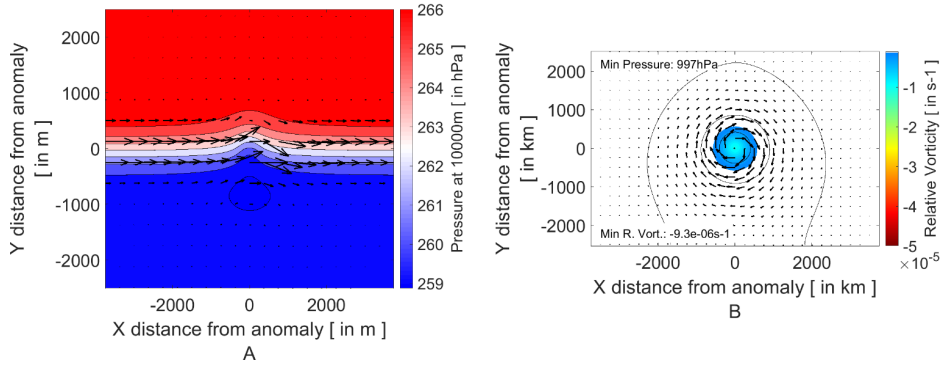 2000
1000
0
-1000
-2000
-2000
0
2000
Y distance from anomaly
[ in m ]
X distance from anomaly [ in m ]
A
266
265
264
263
262
261
260
259
Pressure at 10000m [ in hPa ]
Min Pressure: 997hPa
Min R. Vort.: -9.3e-06s-1
2000
1000
0
-1000
-2000
-2000
0
2000
Y distance from anomaly
[ in km ]
X distance from anomaly [ in km ]
B
-1
-2
-3
-4
-5
×10-5
Relative Vorticity [ in s-1 ]